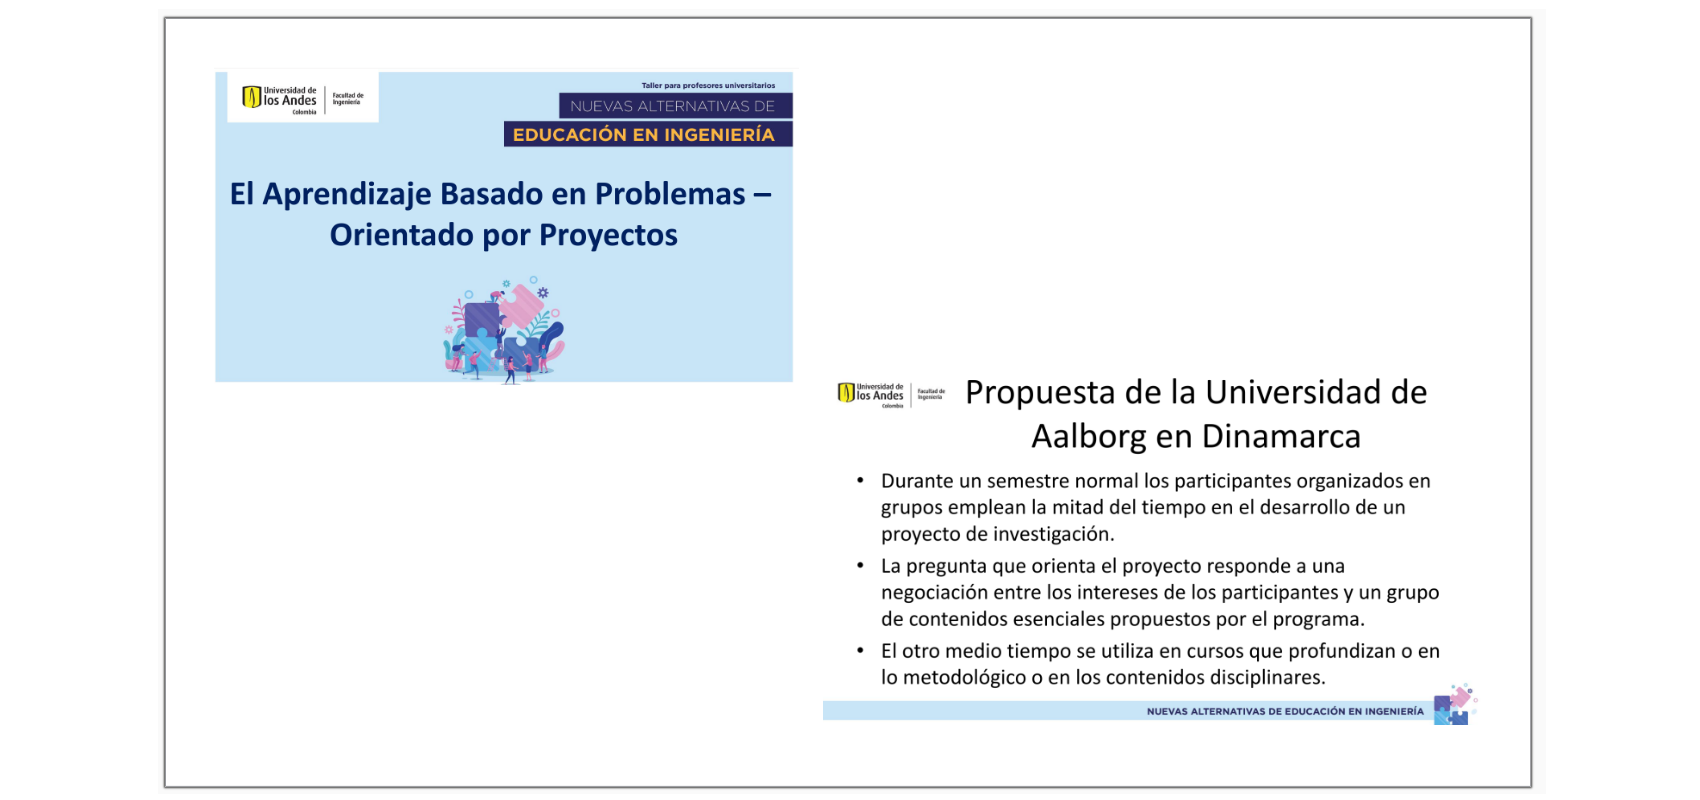 Universidad de
los Andes
Colombia
Facultad de
Ingeniería
Taller para profesores universitarios
NUEVAS ALTERNATIVAS DE
EDUCACIÓN EN INGENIERÍA
El Aprendizaje Basado en Problemas –
Orientado por Proyectos
Universidad de
los Andes
Colombia
Facultad de
Ingeniería
Propuesta de la Universidad de
Aalborg en Dinamarca
• Durante un semestre normal los participantes organizados en
grupos emplean la mitad del tiempo en el desarrollo de un
proyecto de investigación.
• La pregunta que orienta el proyecto responde a una
negociación entre los intereses de los participantes y un grupo
de contenidos esenciales propuestos por el programa.
• El otro medio tiempo se utiliza en cursos que profundizan o en
lo metodológico o en los contenidos disciplinares.
NUEVAS ALTERNATIVAS DE EDUCACIÓN EN INGENIERÍA